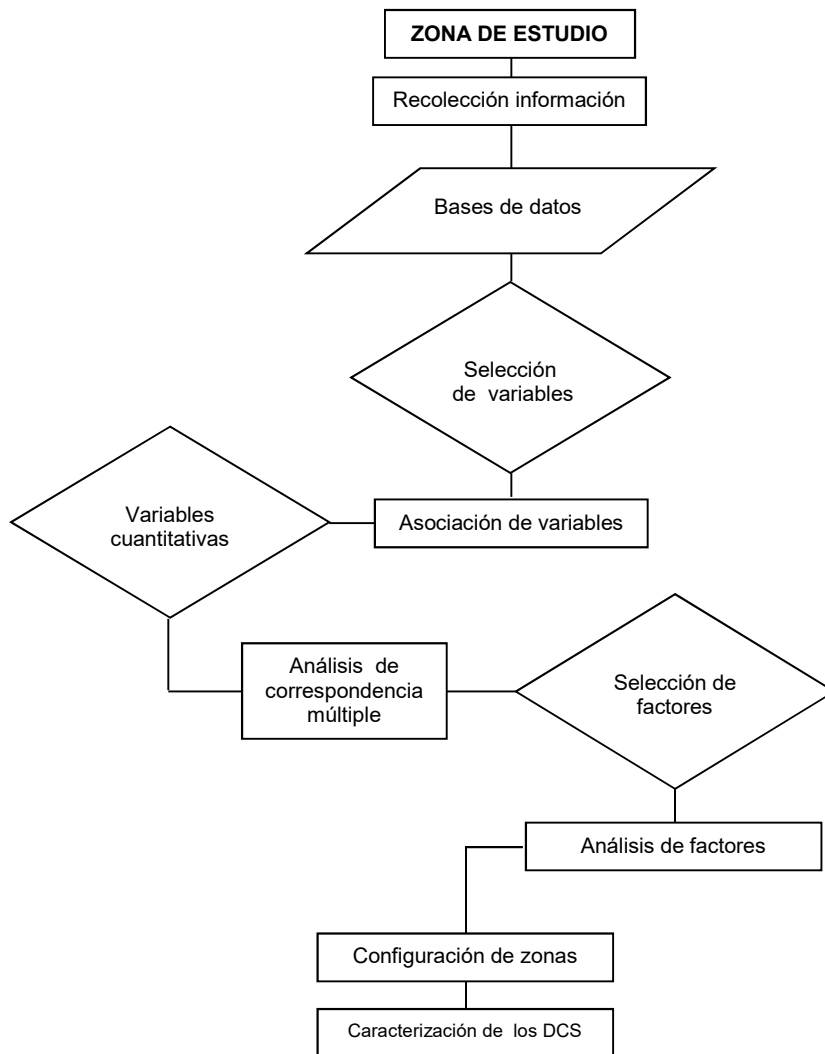 ZONA DE ESTUDIO
Recolección información
Bases de datos
Selección
de variables
Asociación de variables
Variables
cuantitativas
Análisis de
correspondencia
múltiple
Selección de
factores
Análisis de factores
Configuración de zonas
Caracterización de los DCS